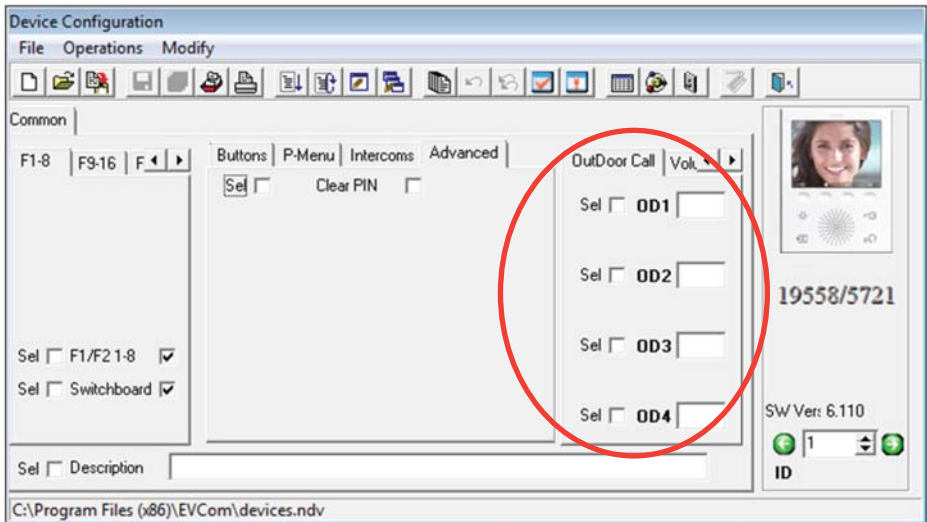 Device Configuration
File Operations Modify
Common
F1-8 F9-16 F
Buttons P-Menu Intercoms Advanced
OutDoor Call Volu
Sel Clear PIN
Sel OD1
Sel OD2
Sel OD3
Sel OD4
Sel F1/F2 1-8
Sel Switchboard
Sel Description
19558/5721
SW Ver: 6.110
1
ID
C:\Program Files (x86)\EVCom\devices.ndv